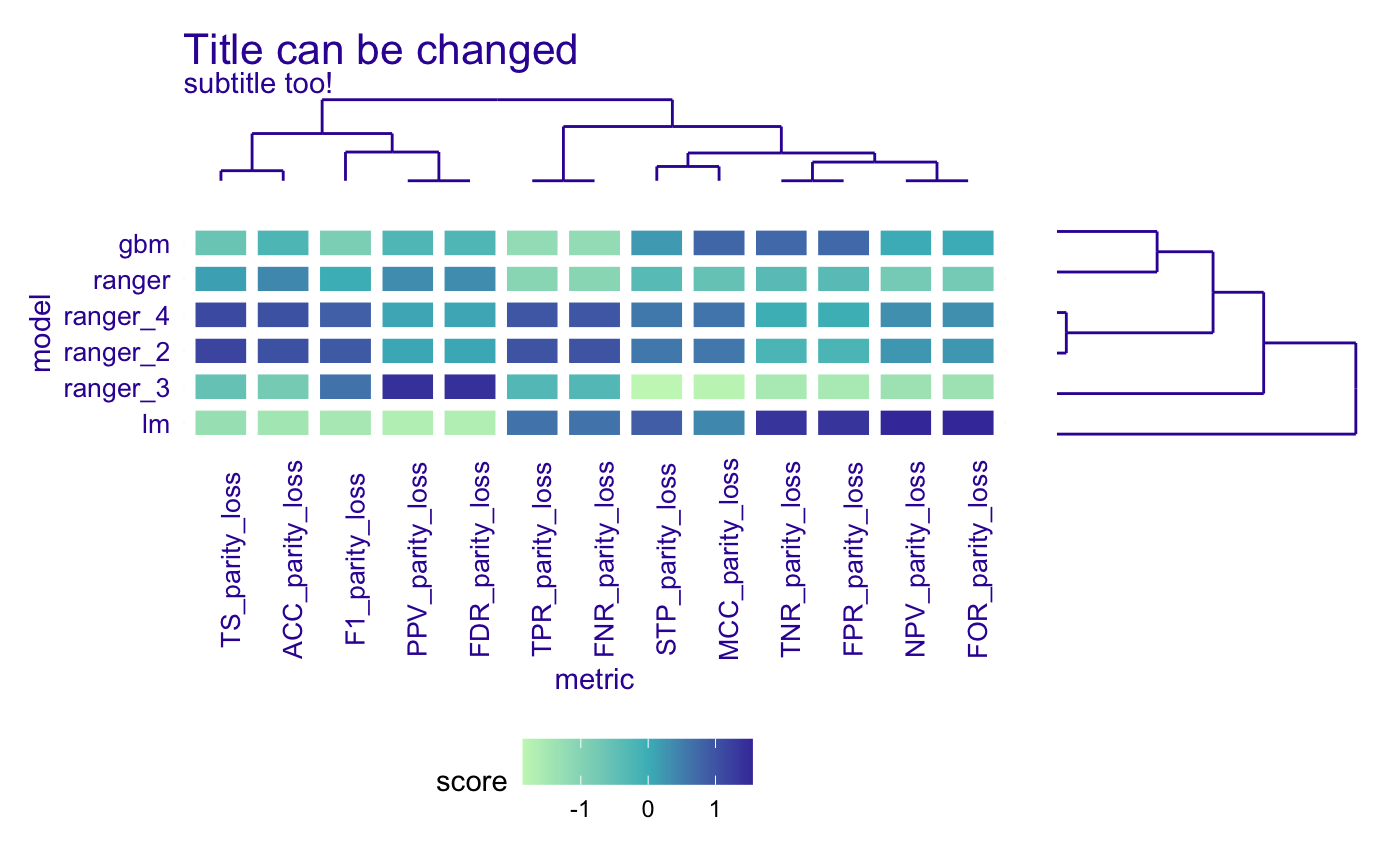 Title can be changed
subtitle too!
model
gbm
ranger
ranger_4
ranger_2
ranger_3
lm
TS_parity_loss
ACC_parity_loss
F1_parity_loss
PPV_parity_loss
FDR_parity_loss
TPR_parity_loss
FNR_parity_loss
STP_parity_loss
MCC_parity_loss
TNR_parity_loss
FPR_parity_loss
NPV_parity_loss
FOR_parity_loss
metric
score
-1 0 1